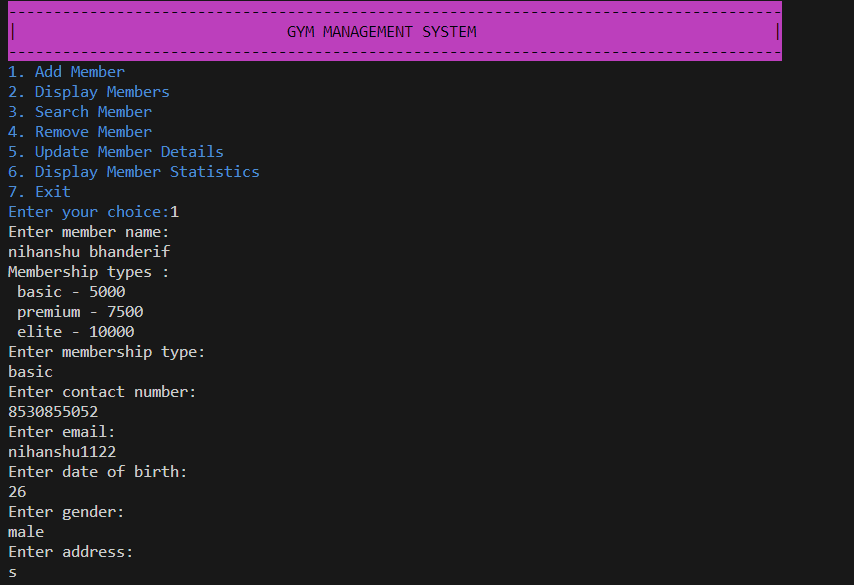 GYM MANAGEMENT SYSTEM
1. Add Member
2. Display Members
3. Search Member
4. Remove Member
5. Update Member Details
6. Display Member Statistics
7. Exit
Enter your choice:1
Enter member name:
nihanshu bhanderif
Membership types :
basic - 5000
premium - 7500
elite - 10000
Enter membership type:
basic
Enter contact number:
8530855052
Enter email:
nihanshu1122
Enter date of birth:
26
Enter gender:
male
Enter address:
s